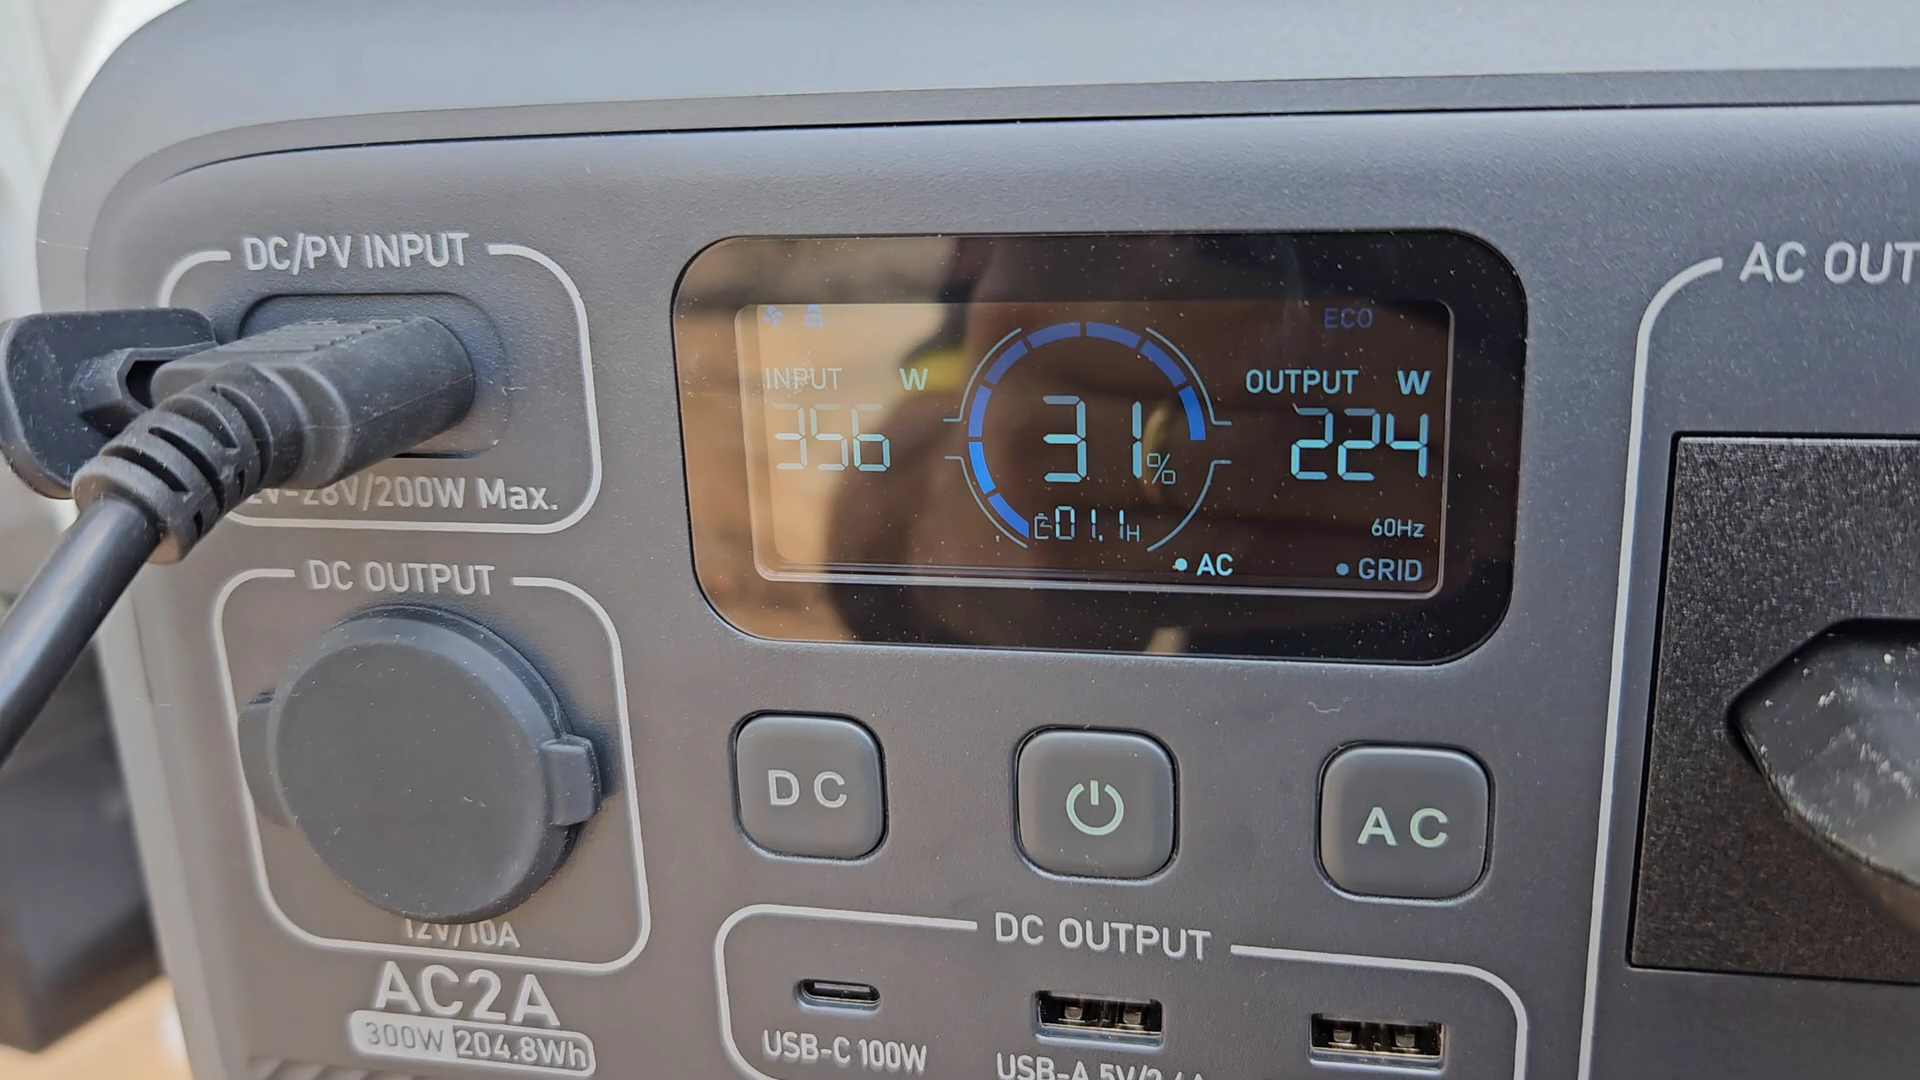 DC/PV INPUT
V-28V/200W Max.
DC OUTPUT
12V/10A
AC2A
300W 204.8Wh
ECO
INPUT W
356
31%
01.1H
OUTPUT W
224
60Hz
AC
GRID
DC
AC
DC OUTPUT
USB-C 100W
USB-A
AC